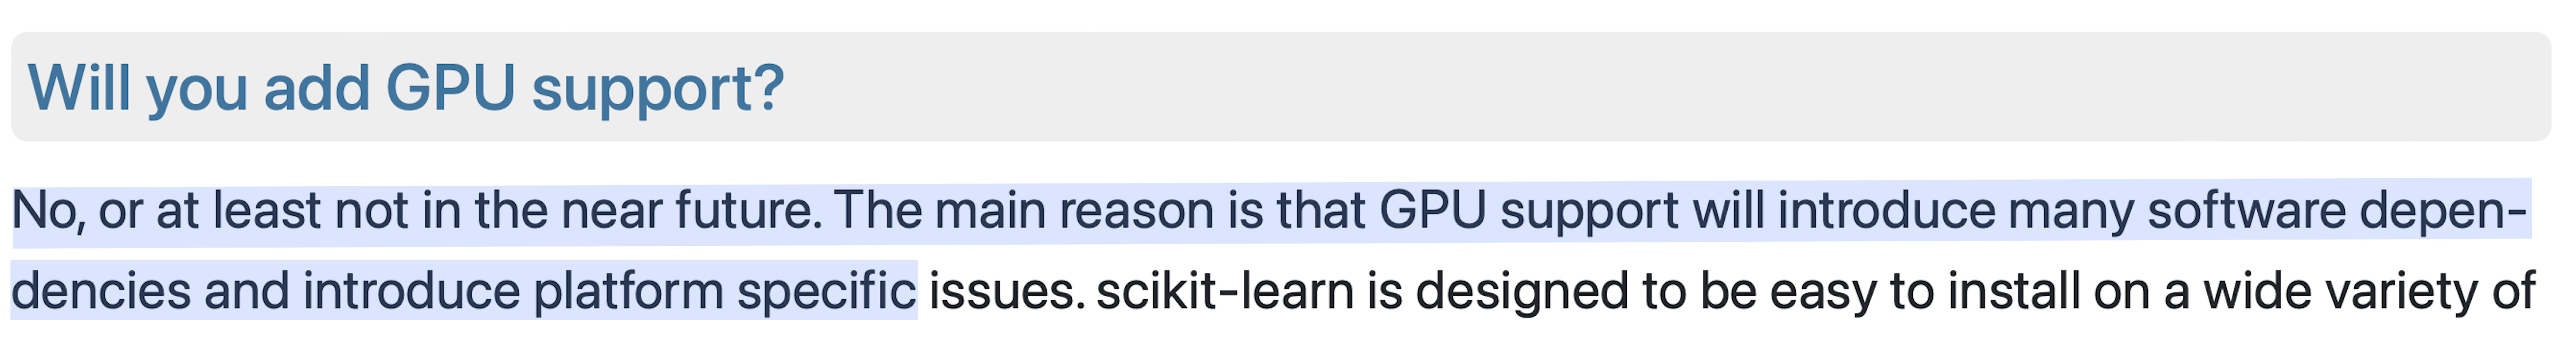 Will you add GPU support?
No, or at least not in the near future. The main reason is that GPU support will introduce many software depen-
dencies and introduce platform specific issues. scikit-learn is designed to be easy to install on a wide variety of